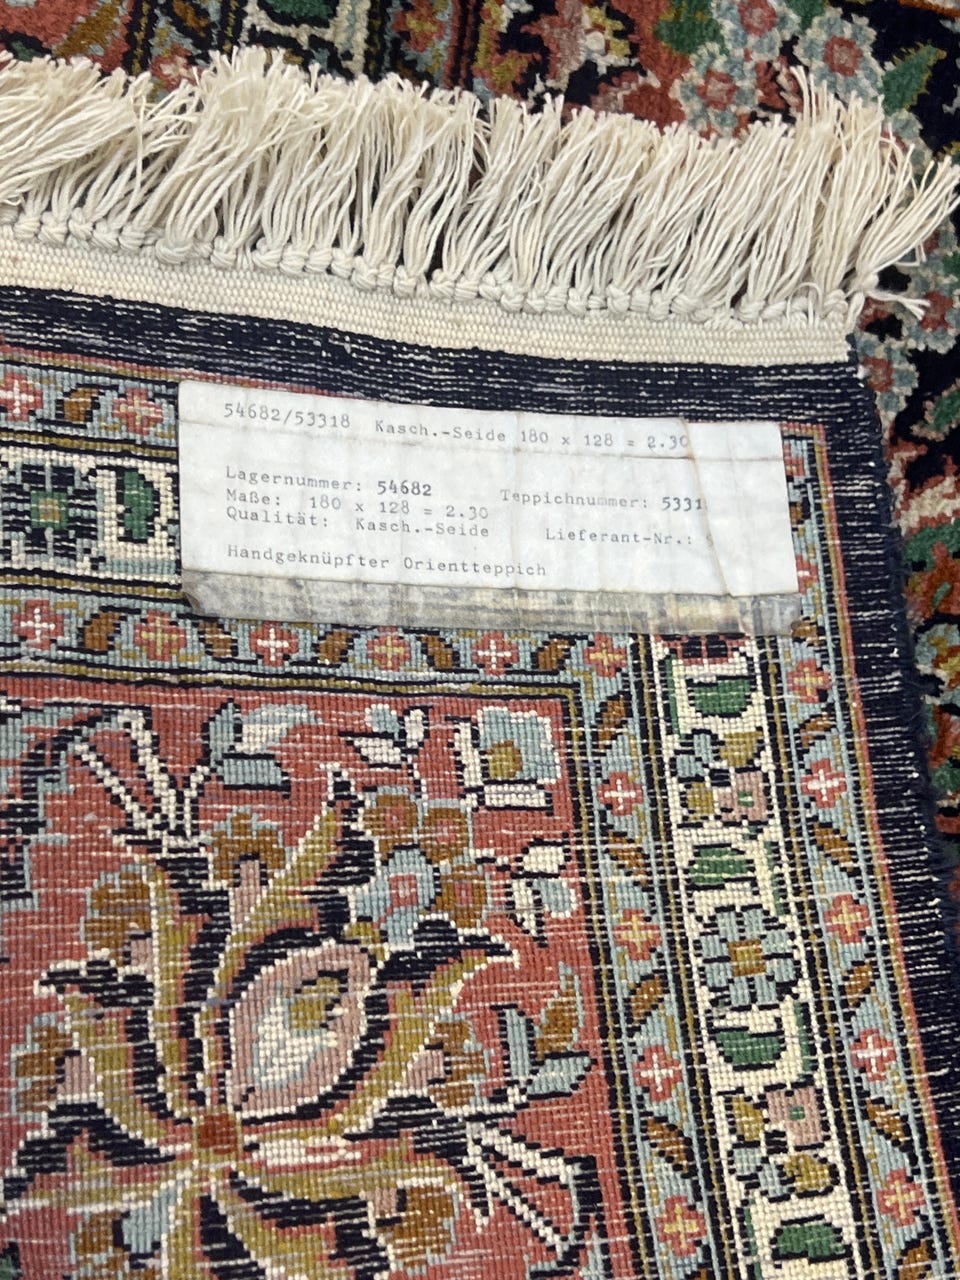 54682/53318 Kasch.-Seide 180 x 128 = 2.30
Lagernummer: 54682 Teppichnummer: 5331
Maße: 180 x 128 = 2.30
Qualität: Kasch.-Seide Lieferant-Nr.:
Handgeknüpfter Orientteppich